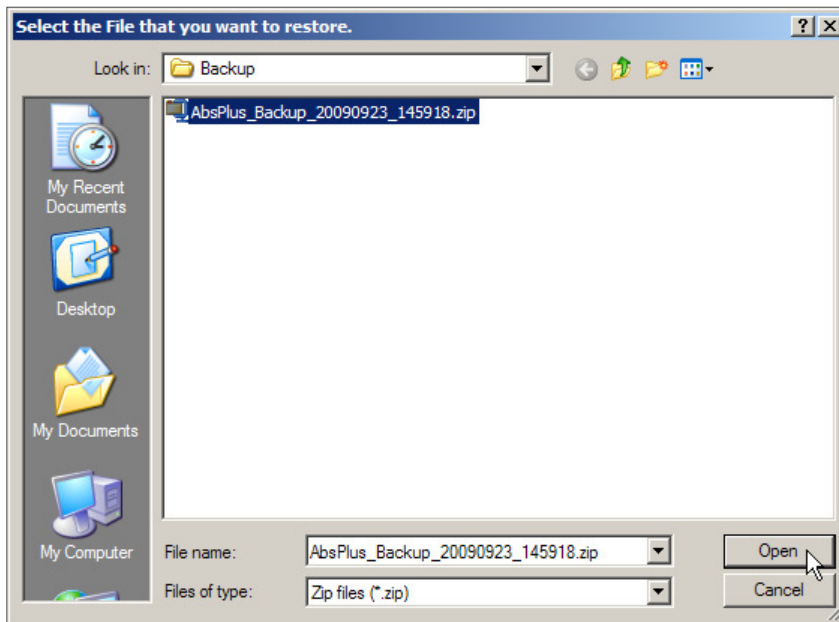 Select the File that you want to restore.
Look in: Backup
AbsPlus_Backup_20090923_145918.zip
My Recent
Documents
Desktop
My Documents
My Computer
File name: AbsPlus_Backup_20090923_145918.zip Open
Files of type: Zip files (*.zip) Cancel